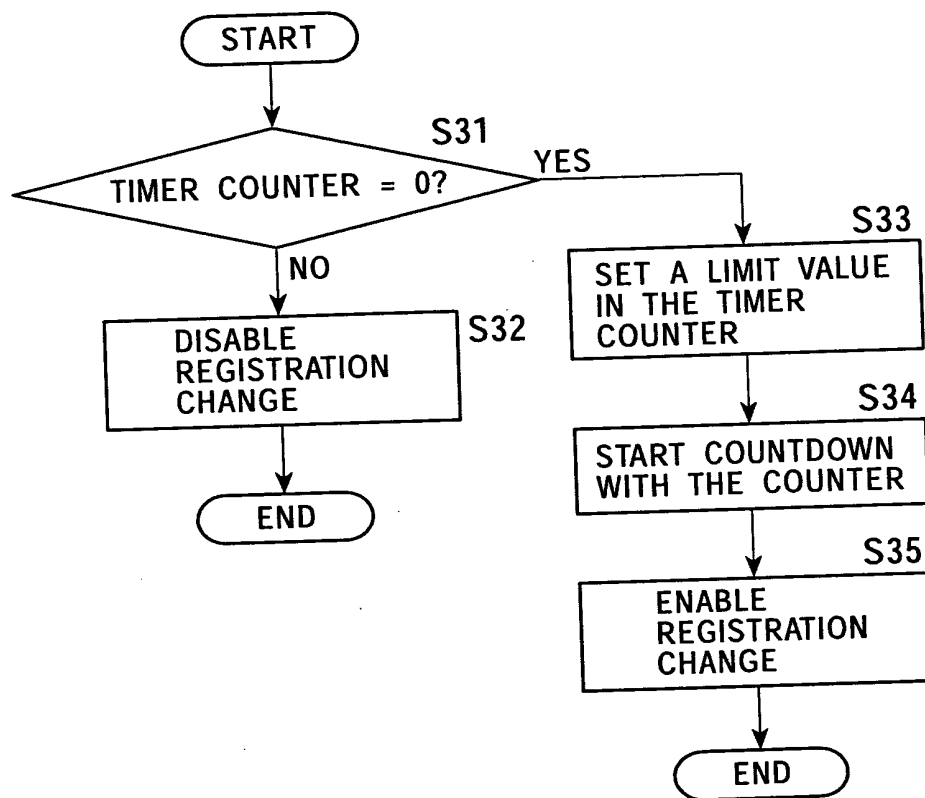 START
S31
TIMER COUNTER = 0?
YES
NO
S32
DISABLE
REGISTRATION
CHANGE
END
S33
SET A LIMIT VALUE
IN THE TIMER
COUNTER
S34
START COUNTDOWN
WITH THE COUNTER
S35
ENABLE
REGISTRATION
CHANGE
END